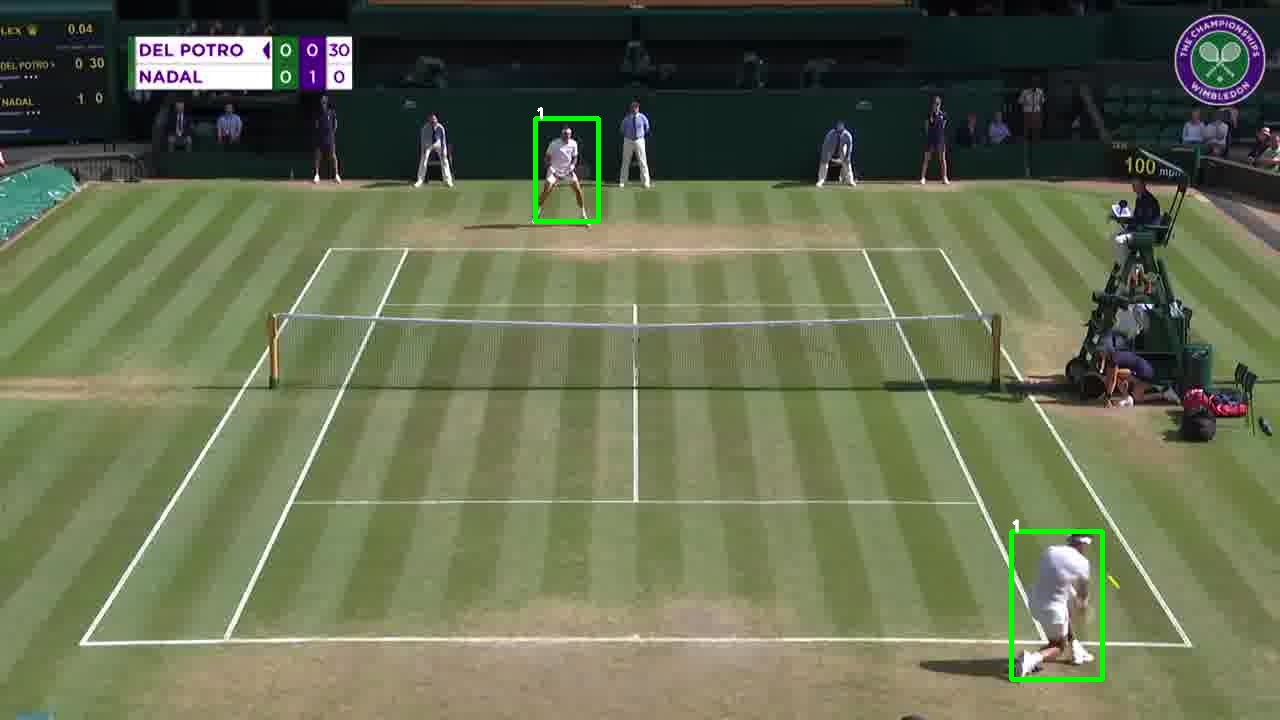 LEX 0.04
DEL POTRO 0 30
NADAL 1 0
DEL POTRO 0 0 30
NADAL 0 1 0
THE CHAMPIONSHIPS
WIMBLEDON
1
100 mph
1